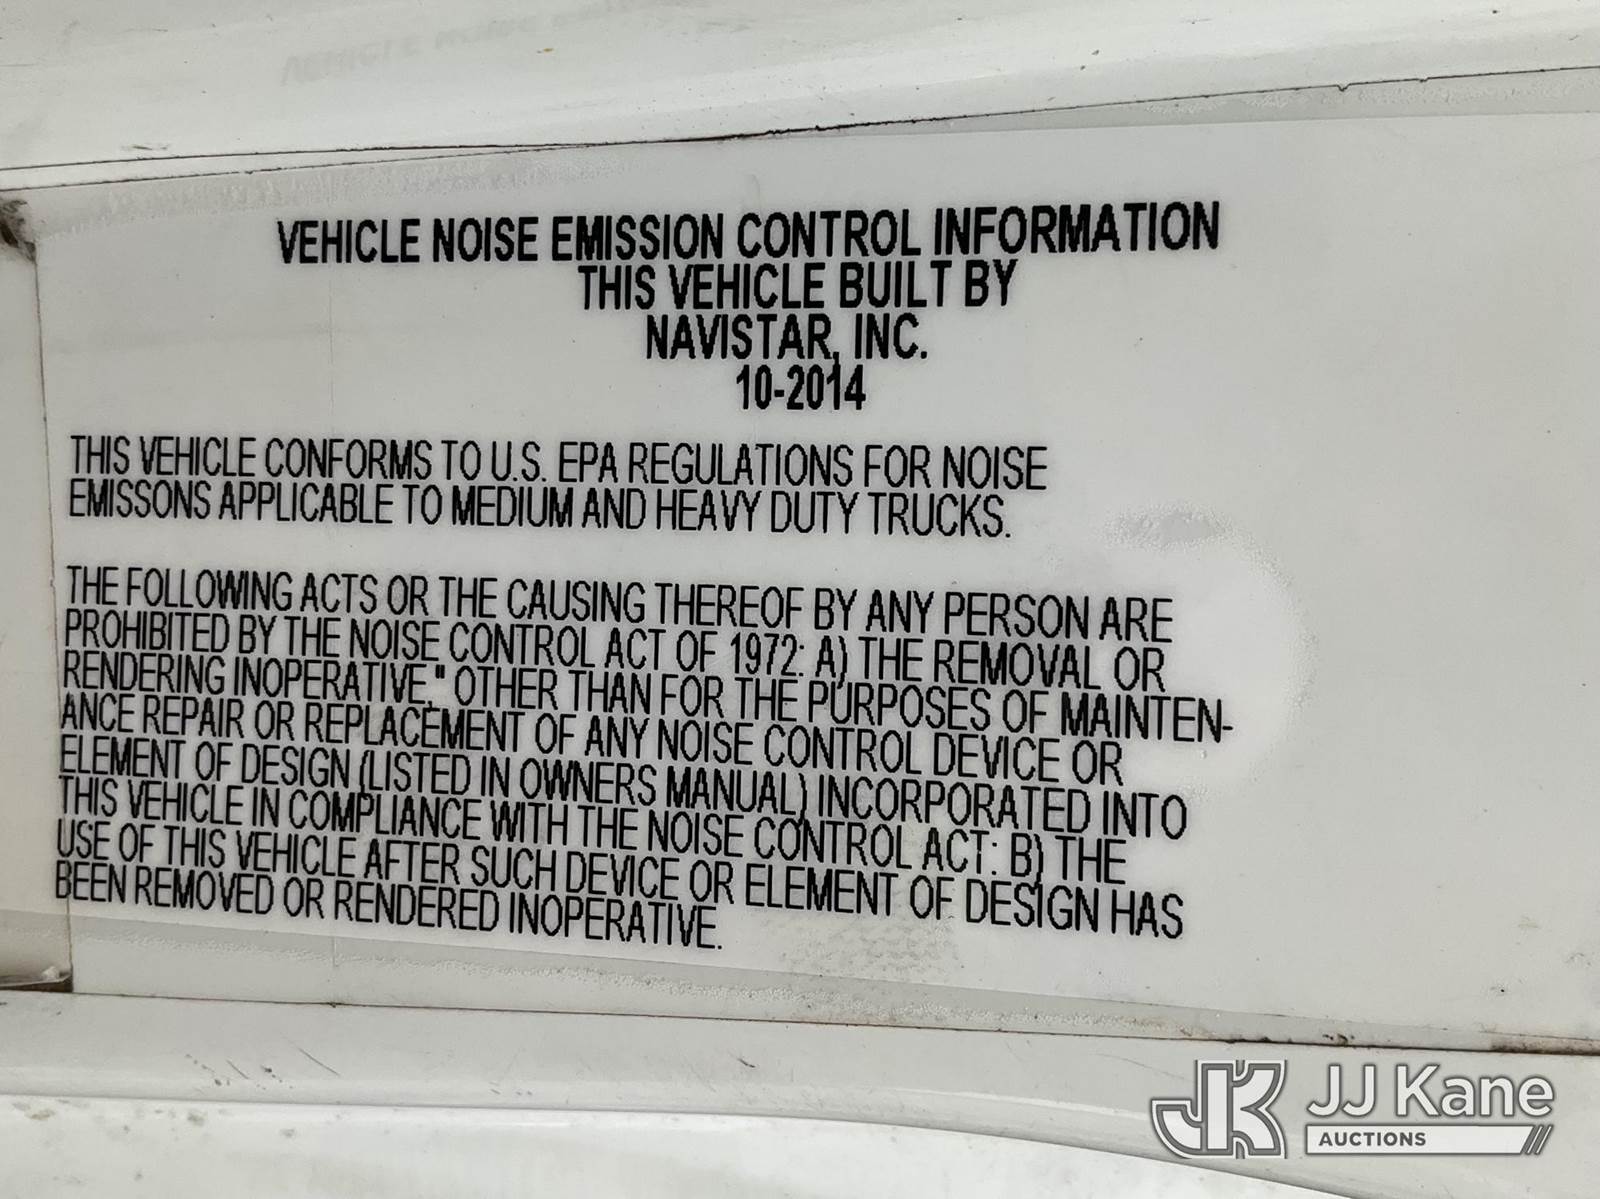 VEHICLE NOISE EMISSION CONTROL INFORMATION
THIS VEHICLE BUILT BY
NAVISTAR, INC.
10-2014
THIS VEHICLE CONFORMS TO U.S. EPA REGULATIONS FOR NOISE
EMISSONS APPLICABLE TO MEDIUM AND HEAVY DUTY TRUCKS.
THE FOLLOWING ACTS OR THE CAUSING THEREOF BY ANY PERSON ARE
PROHIBITED BY THE NOISE CONTROL ACT OF 1972: A) THE REMOVAL OR
RENDERING INOPERATIVE," OTHER THAN FOR THE PURPOSES OF MAINTEN-
ANCE REPAIR OR REPLACEMENT OF ANY NOISE CONTROL DEVICE OR
ELEMENT OF DESIGN (LISTED IN OWNERS MANUAL) INCORPORATED INTO
THIS VEHICLE IN COMPLIANCE WITH THE NOISE CONTROL ACT: B) THE
USE OF THIS VEHICLE AFTER SUCH DEVICE OR ELEMENT OF DESIGN HAS
BEEN REMOVED OR RENDERED INOPERATIVE.
JK JJ Kane
AUCTIONS